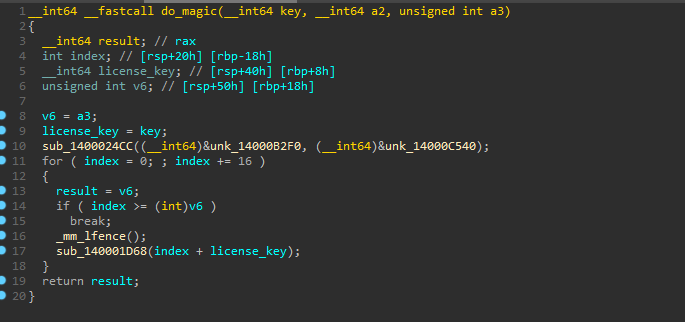 1 __int64 __fastcall do_magic(__int64 key, __int64 a2, unsigned int a3)
2 {
3   __int64 result; // rax
4   int index; // [rsp+20h] [rbp-18h]
5   __int64 license_key; // [rsp+40h] [rbp+8h]
6   unsigned int v6; // [rsp+50h] [rbp+18h]
7
8   v6 = a3;
9   license_key = key;
10   sub_1400024CC((__int64)&unk_14000B2F0, (__int64)&unk_14000C540);
11   for ( index = 0; ; index += 16 )
12   {
13     result = v6;
14     if ( index >= (int)v6 )
15       break;
16     _mm_lfence();
17     sub_140001D68(index + license_key);
18   }
19   return result;
20 }